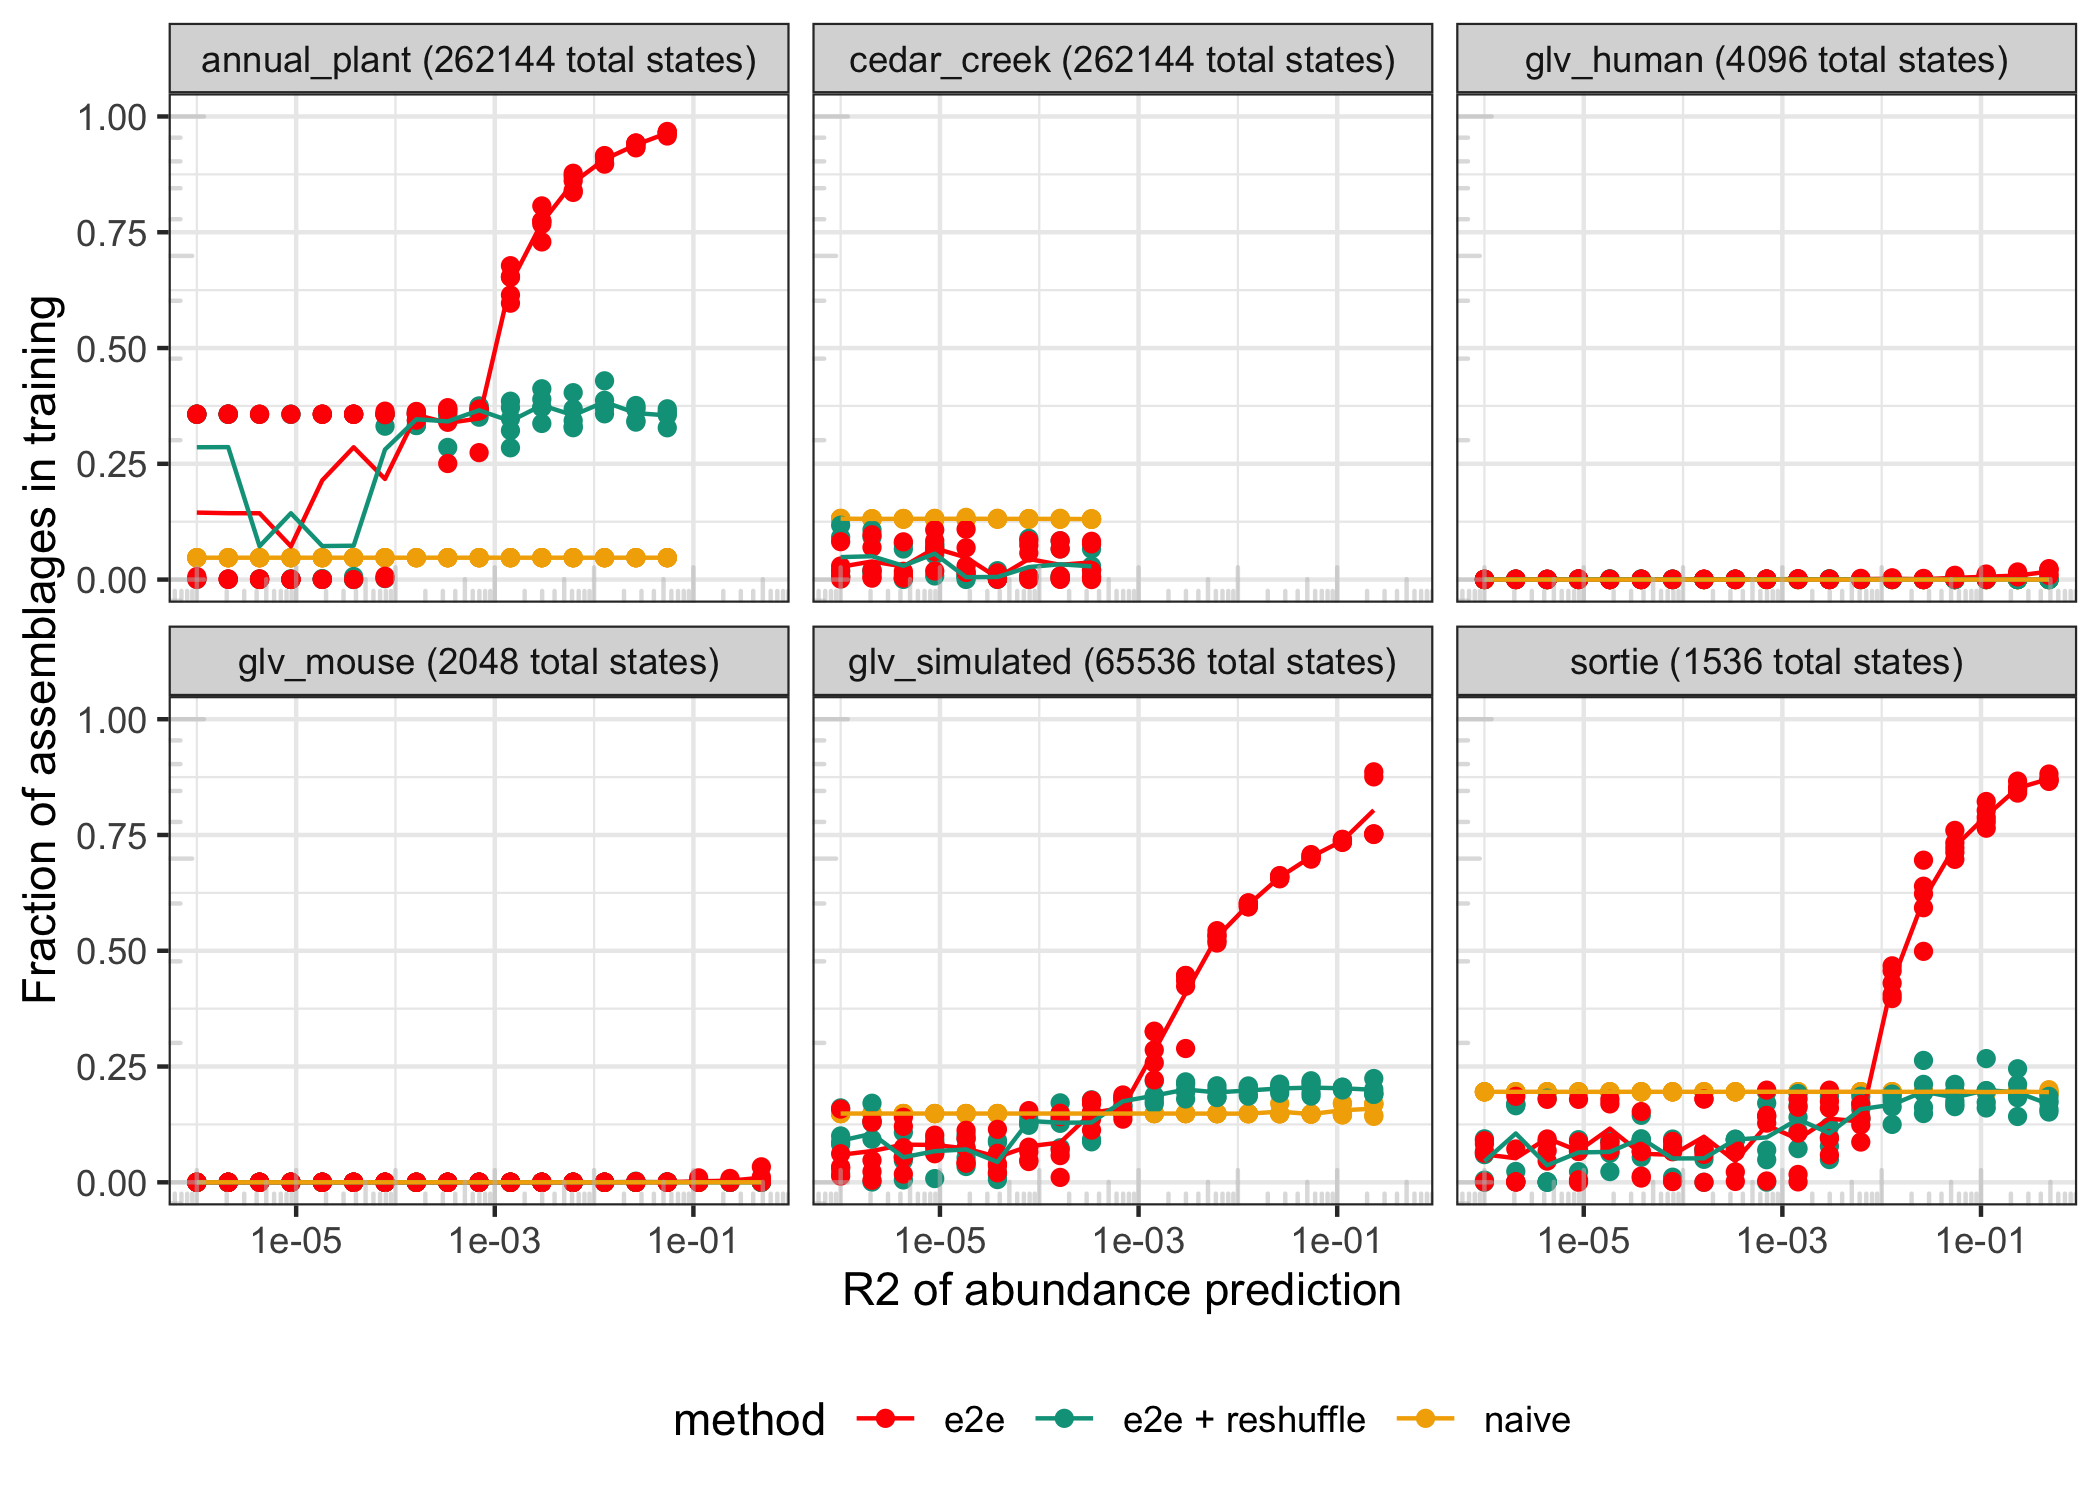 annual_plant (262144 total states)
cedar_creek (262144 total states)
glv_human (4096 total states)
1.00
0.75
0.50
0.25
0.00
glv_mouse (2048 total states)
glv_simulated (65536 total states)
sortie (1536 total states)
1.00
0.75
0.50
0.25
0.00
Fraction of assemblages in training
1e-05 1e-03 1e-01
1e-05 1e-03 1e-01
1e-05 1e-03 1e-01
R2 of abundance prediction
method e2e e2e + reshuffle naive